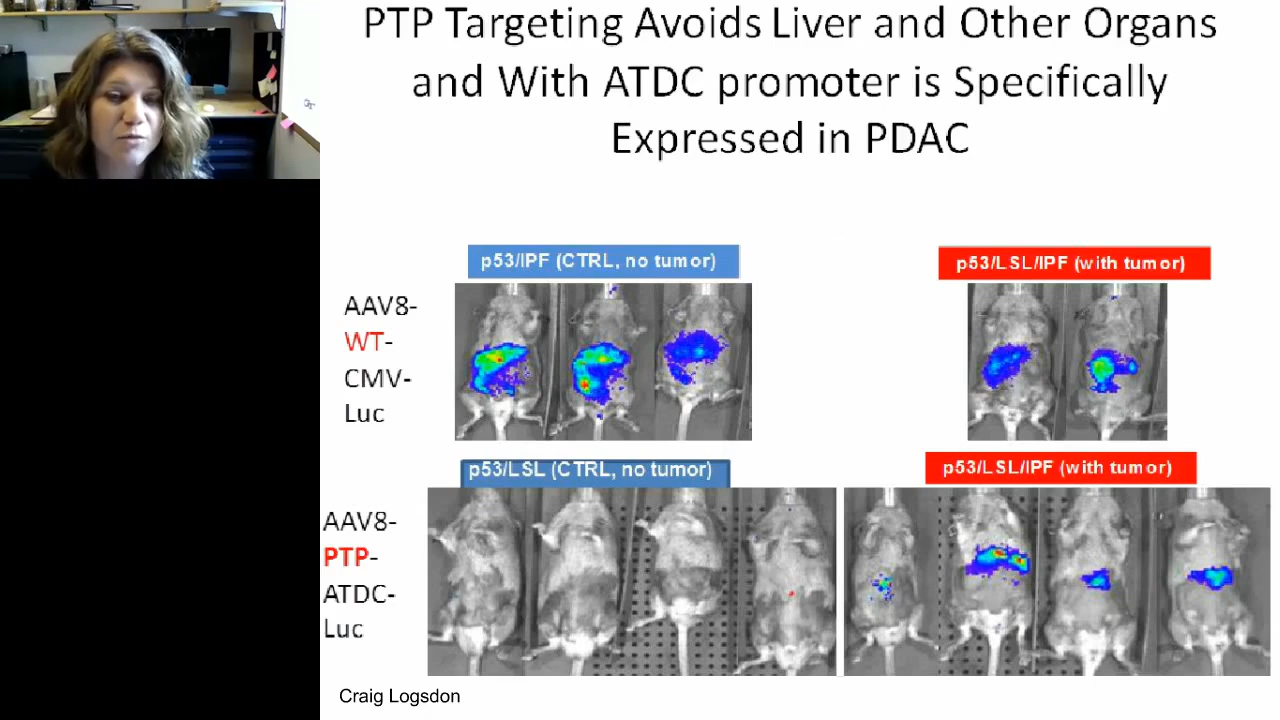 PTP Targeting Avoids Liver and Other Organs
and With ATDC promoter is Specifically
Expressed in PDAC
p53/IPF (CTRL, no tumor)
p53/LSL/IPF (with tumor)
AAV8-
WT-
CMV-
Luc
p53/LSL (CTRL, no tumor)
p53/LSL/IPF (with tumor)
AAV8-
PTP-
ATDC-
Luc
Craig Logsdon